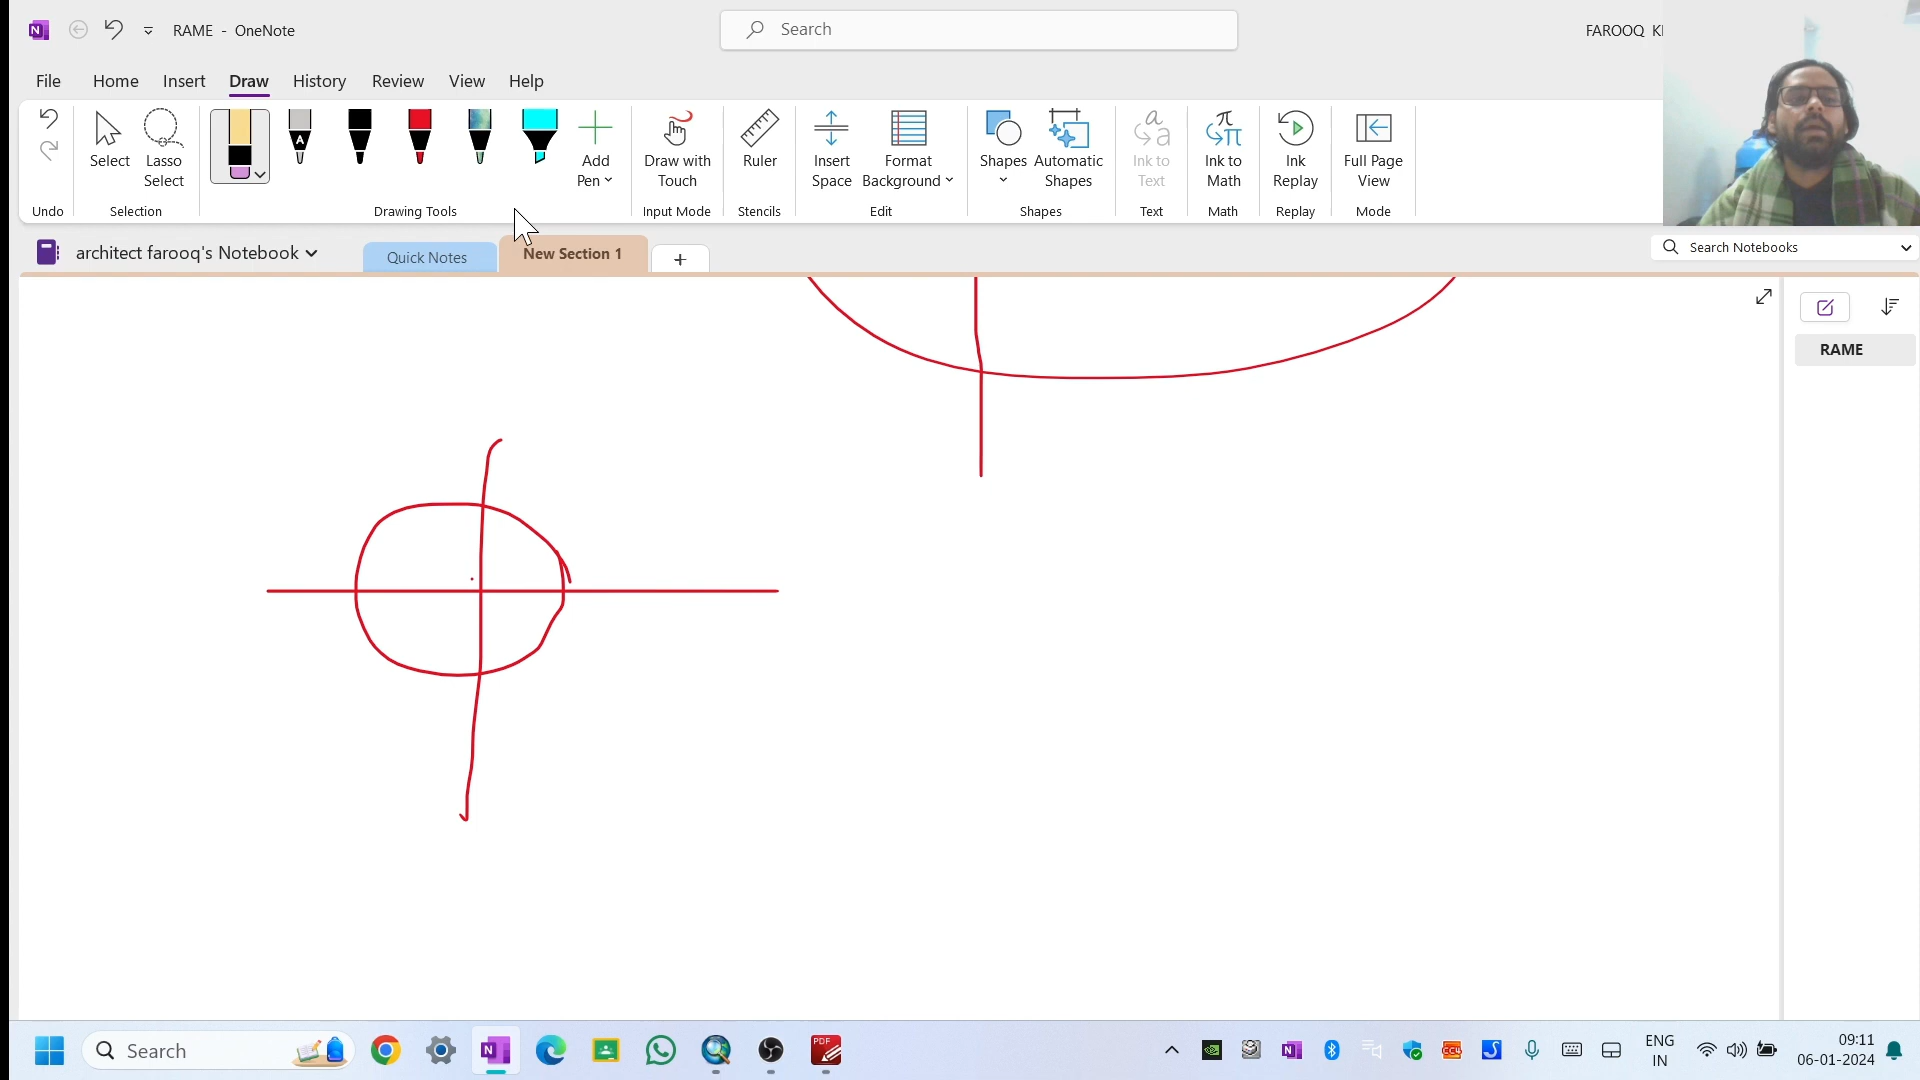 RAME - OneNote
Search
FAROOQ
File Home Insert Draw History Review View Help
A
Select
Lasso
Select
Add
Pen
Draw with
Touch
Ruler
Insert
Space
Format
Background
Shapes
Automatic
Shapes
Ink to
Text
Ink to
Math
Ink
Replay
Full Page
View
Undo Selection Drawing Tools Input Mode Stencils Edit Shapes Text Math Replay Mode
architect farooq's Notebook
Quick Notes
New Section 1
+
Search Notebooks
RAME
Search
PDF
ENG
IN
09:11
06-01-2024